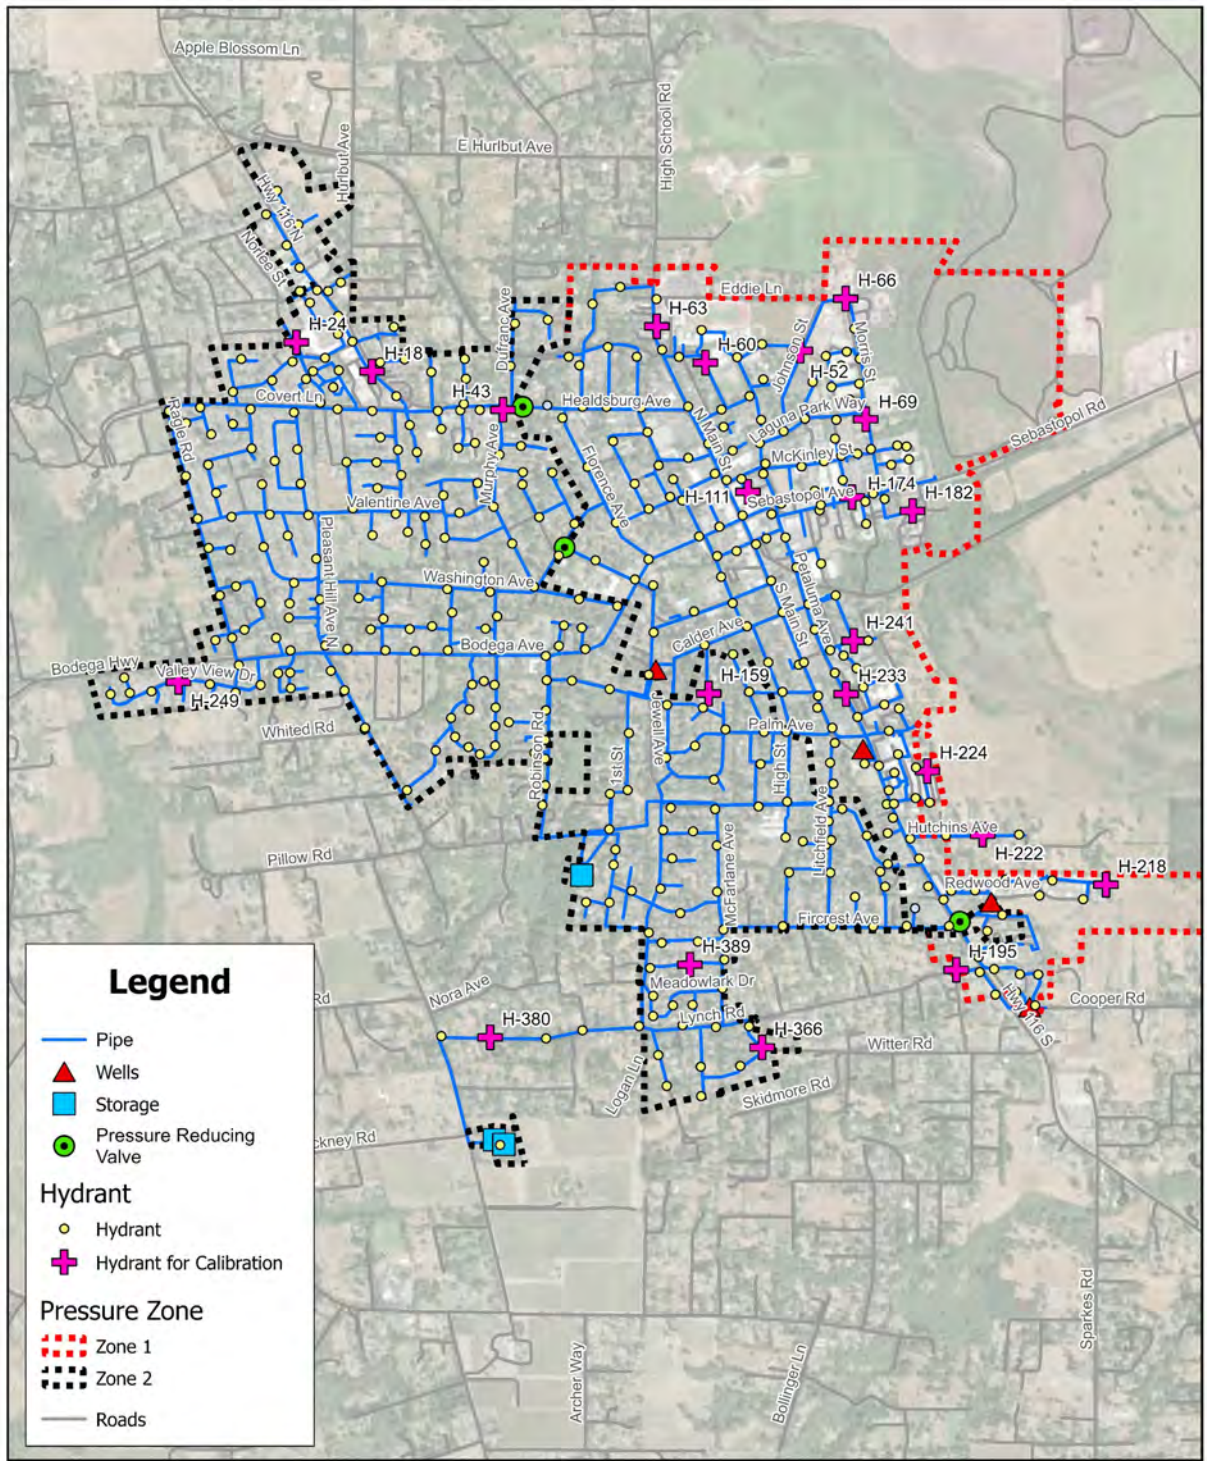 Apple Blossom Ln
Hurlbut Ave
E Hurlbut Ave
High School Rd
Hwy 116 N
Norlee St
Dufranc Ave
Eddie Ln
H-66
H-63
H-24
H-18
H-60
Johnson St
Morris St
H-52
Covert Ln
H-43
Healdsburg Ave
Laguna Park Way
H-69
Sebastopol Rd
Ragle Rd
N Main St
McKinley St
Murphy Ave
Florence Ave
H-111
Sebastopol Ave
H-174
H-182
Valentine Ave
Pleasant Hill Ave N
Washington Ave
Petaluma Ave
S Main St
Calder Ave
H-241
Bodega Ave
Bodega Hwy
Valley View Dr
H-249
H-159
H-233
Whited Rd
Jewell Ave
Palm Ave
Robinson Rd
1st St
High St
H-224
Litchfield Ave
Hutchins Ave
H-222
Pillow Rd
McFarlane Ave
H-218
Redwood Ave
Fircrest Ave
H-389
H-195
Meadowlark Dr
Nora Ave
Rd
Lynch Rd
Hwy 116 S
Cooper Rd
H-380
H-366
Witter Rd
Logan Ln
Skidmore Rd
ckney Rd
Sparkes Rd
Archer Way
Bollinger Ln
Legend
Pipe
Wells
Storage
Pressure Reducing
Valve
Hydrant
Hydrant
Hydrant for Calibration
Pressure Zone
Zone 1
Zone 2
Roads